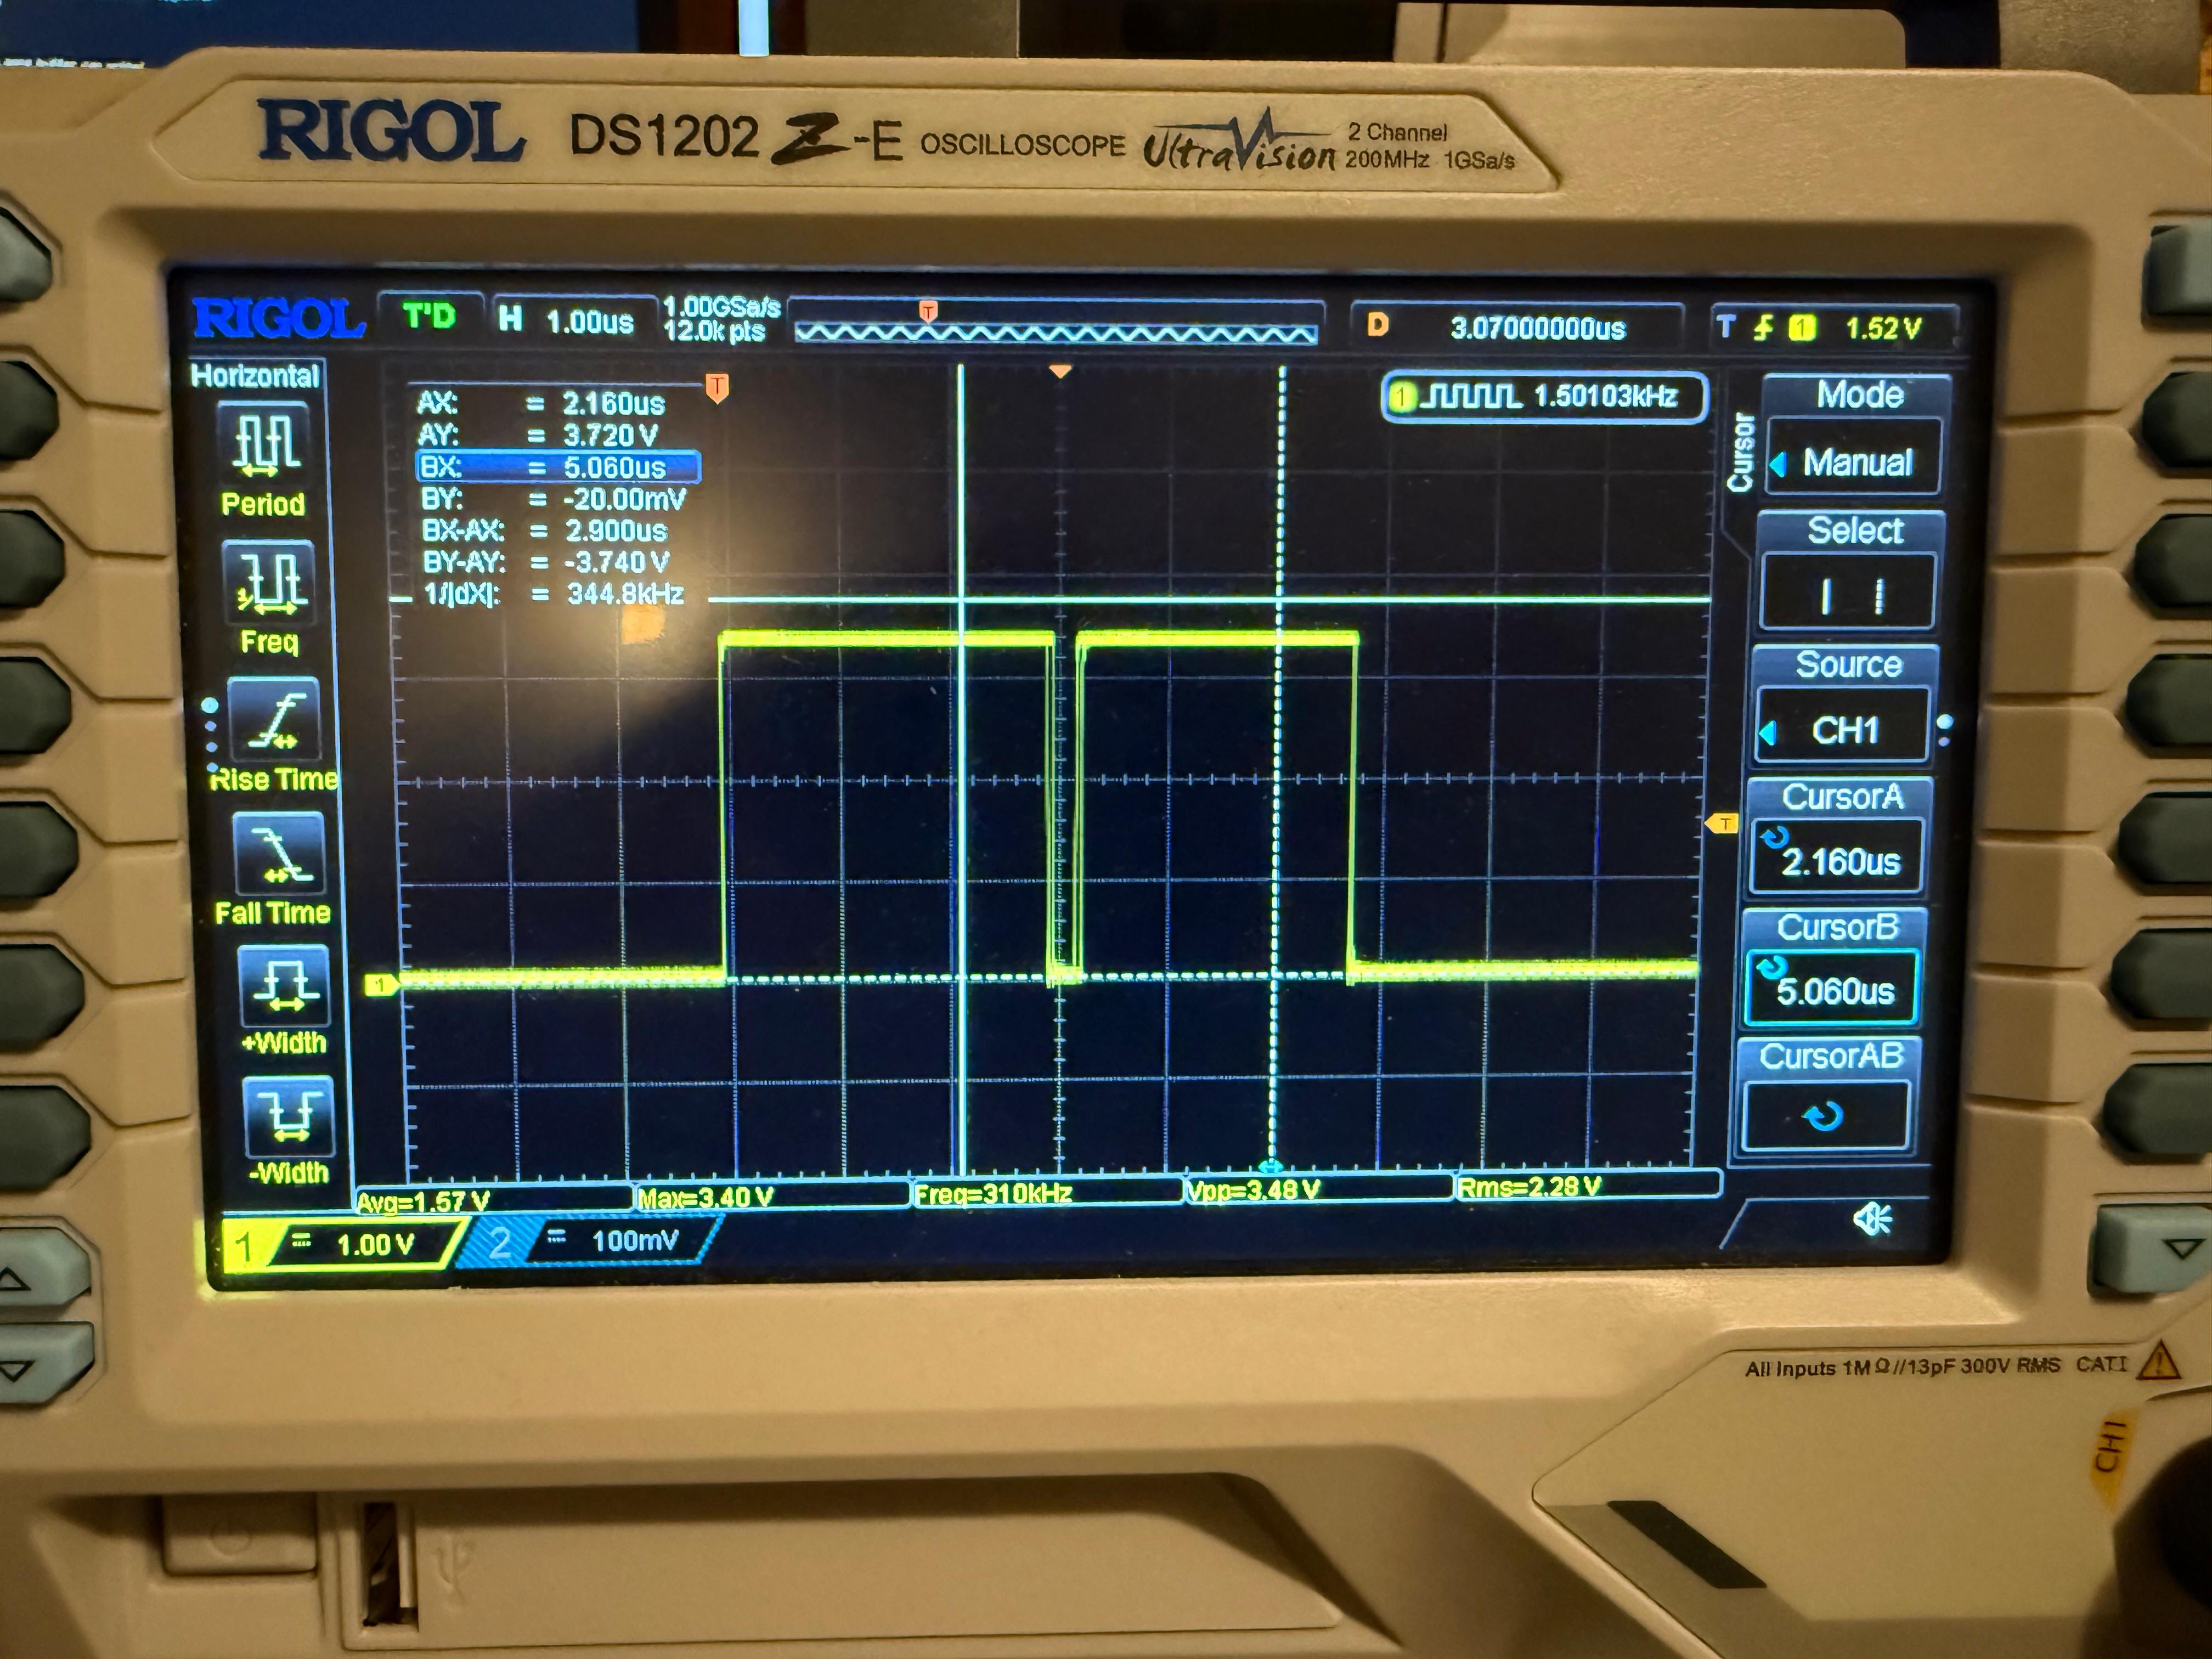 RIGOL DS1202 Z-E OSCILLOSCOPE UltraVision 2 Channel
200MHz 1GSa/s
RIGOL T'D H 1.00us 1.00GSa/s
12.0k pts
T
D 3.07000000us T 1 1.52 V
Horizontal
Period
Freq
Rise Time
Fall Time
+Width
-Width
T
AX: = 2.160us
AY: = 3.720 V
BX: = 5.060us
BY: = -20.00mV
BX-AX: = 2.900us
BY-AY: = -3.740 V
1/|dX|: = 344.8kHz
1 1.50103kHz
1
T
Cursor
Mode
Manual
Select
Source
CH1
CursorA
2.160us
CursorB
5.060us
CursorAB
Avg=1.57 V Max=3.40 V Freq=310kHz Vpp=3.48 V Rms=2.28 V
1 1.00 V 2 100mV
All Inputs 1MΩ//13pF 300V RMS CAT I
CH1